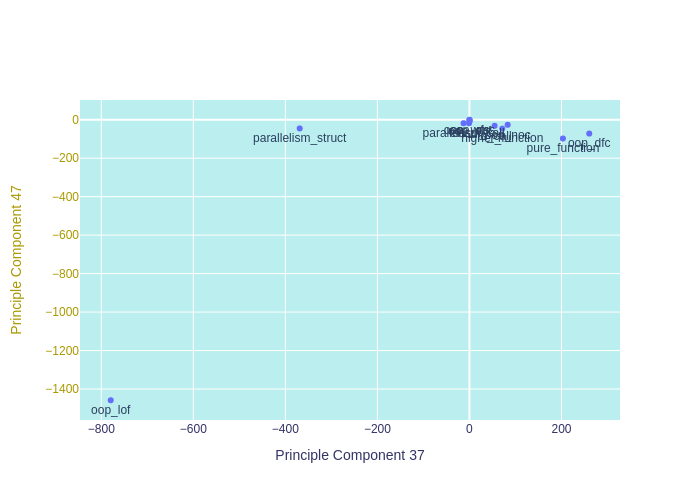 0
−200
−400
−600
−800
−1000
−1200
−1400
Principle Component 47
parallelism_struct
pure_function
oop_dfc
oop_lof
−800
−600
−400
−200
0
200
Principle Component 37